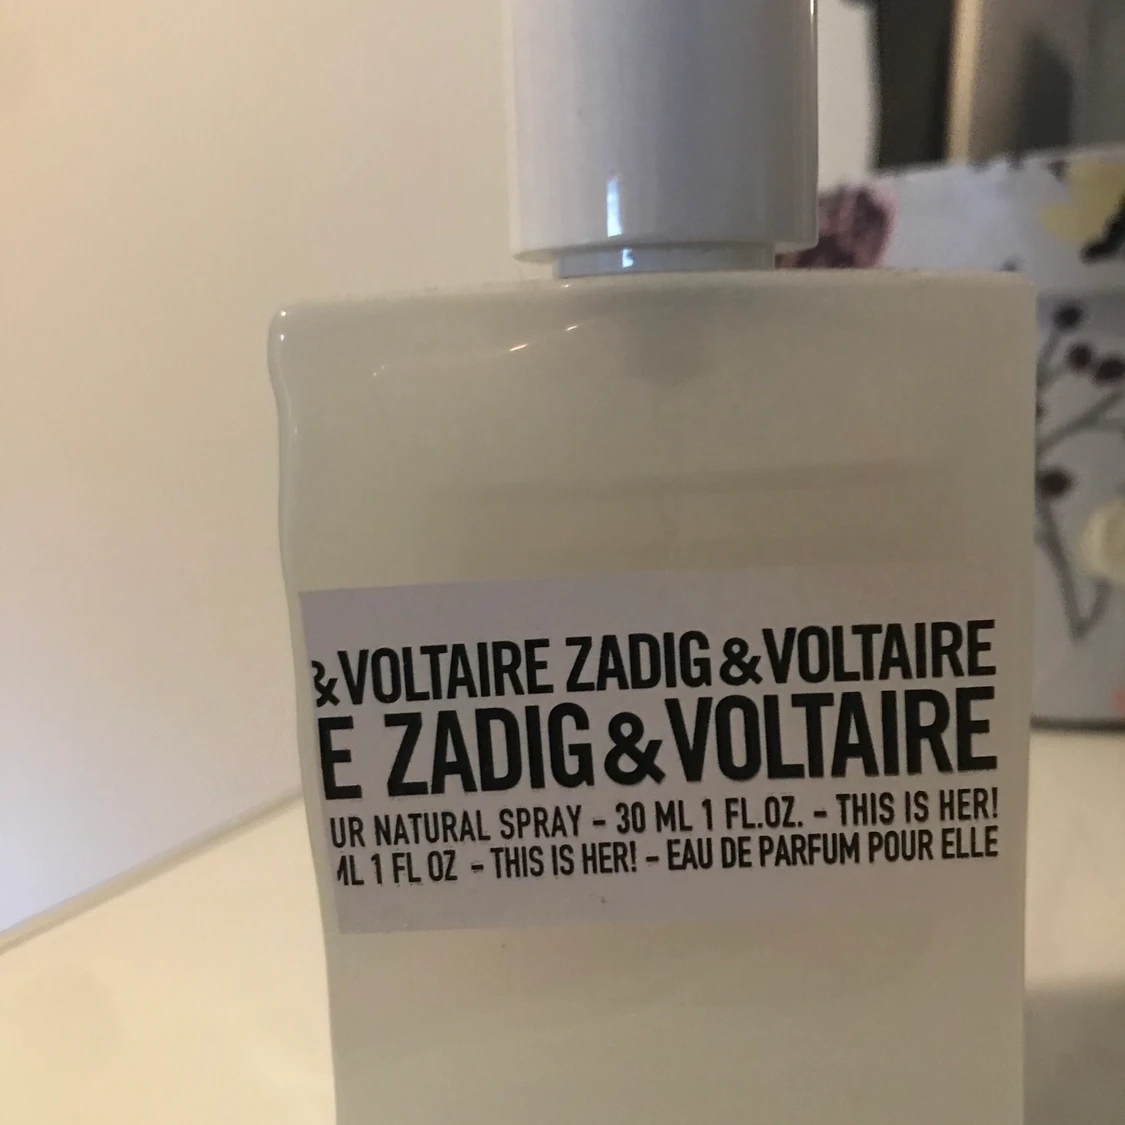 &VOLTAIRE ZADIG&VOLTAIRE
E ZADIG&VOLTAIRE
UR NATURAL SPRAY - 30 ML 1 FL.OZ. - THIS IS HER!
ML 1 FL OZ - THIS IS HER! - EAU DE PARFUM POUR ELLE